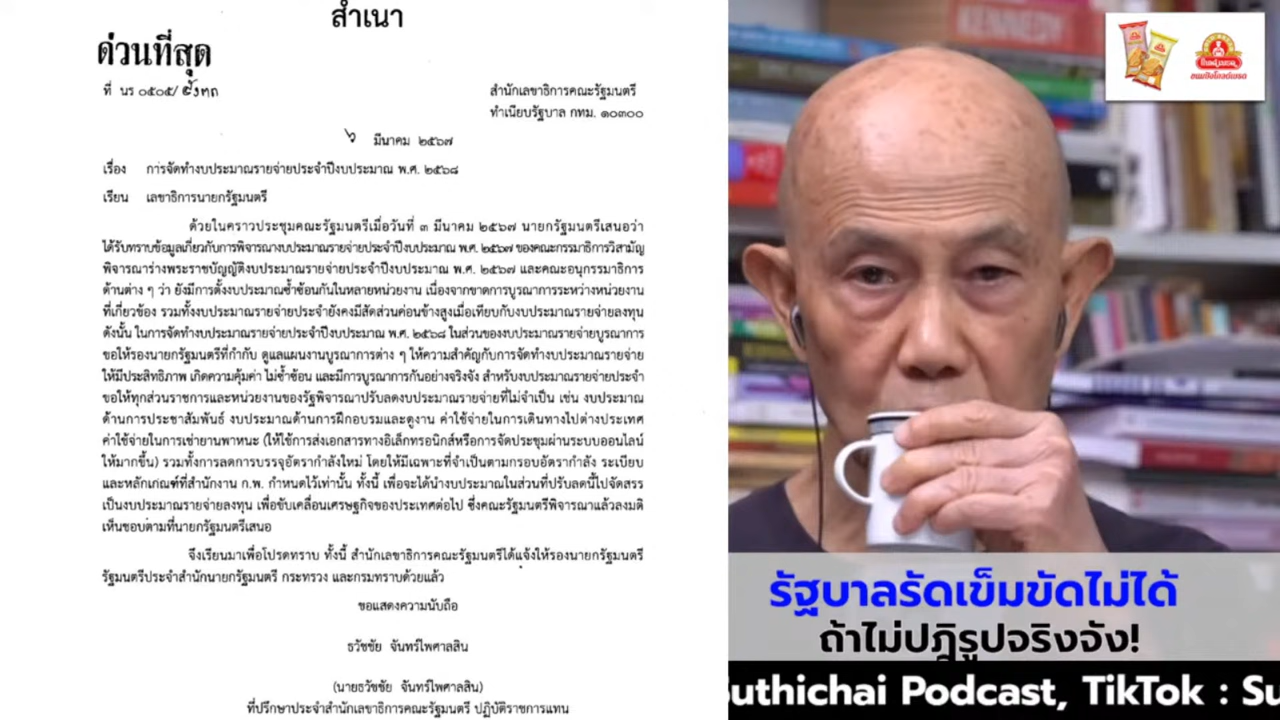 สำเนา
ด่วนที่สุด
ที่ นร ๐๕๐๕/
สำนักเลขาธิการคณะรัฐมนตรี
ทำเนียบรัฐบาล กทม. ๑๐๓๐๐
๖ มีนาคม ๒๕๖๗
เรื่อง การจัดทำงบประมาณรายจ่ายประจำปีงบประมาณ พ.ศ. ๒๕๖๘
เรียน เลขาธิการนายกรัฐมนตรี
ด้วยในคราวประชุมคณะรัฐมนตรีเมื่อวันที่ ๓ มีนาคม ๒๕๖๗ นายกรัฐมนตรีเสนอว่า
ได้รับทราบข้อมูลเกี่ยวกับการพิจารณางบประมาณรายจ่ายประจำปีงบประมาณ พ.ศ. ๒๕๖๗ ของคณะกรรมาธิการวิสามัญ
พิจารณาร่างพระราชบัญญัติงบประมาณรายจ่ายประจำปีงบประมาณ พ.ศ. ๒๕๖๗ และคณะอนุกรรมาธิการ
ด้านต่าง ๆ ว่า ยังมีการตั้งงบประมาณซ้ำซ้อนกันในหลายหน่วยงาน เนื่องจากขาดการบูรณาการระหว่างหน่วยงาน
ที่เกี่ยวข้อง รวมทั้งงบประมาณรายจ่ายประจำยังคงมีสัดส่วนค่อนข้างสูงเมื่อเทียบกับงบประมาณรายจ่ายลงทุน
ดังนั้น ในการจัดทำงบประมาณรายจ่ายประจำปีงบประมาณ พ.ศ. ๒๕๖๘ ในส่วนของงบประมาณรายจ่ายบูรณาการ
ขอให้รองนายกรัฐมนตรีที่กำกับ ดูแลแผนงานบูรณาการต่าง ๆ ให้ความสำคัญกับการจัดทำงบประมาณรายจ่าย
ให้มีประสิทธิภาพ เกิดความคุ้มค่า ไม่ซ้ำซ้อน และมีการบูรณาการกันอย่างจริงจัง สำหรับงบประมาณรายจ่ายประจำ
ขอให้ทุกส่วนราชการและหน่วยงานของรัฐพิจารณาปรับลดงบประมาณรายจ่ายที่ไม่จำเป็น เช่น งบประมาณ
ด้านการประชาสัมพันธ์ งบประมาณด้านการฝึกอบรมและดูงาน ค่าใช้จ่ายในการเดินทางไปต่างประเทศ
ค่าใช้จ่ายในการเช่ายานพาหนะ (ให้ใช้การส่งเอกสารทางอิเล็กทรอนิกส์หรือการจัดประชุมผ่านระบบออนไลน์
ให้มากขึ้น) รวมทั้งการลดการบรรจุอัตรากำลังใหม่ โดยให้มีเฉพาะที่จำเป็นตามกรอบอัตรากำลัง ระเบียบ
และหลักเกณฑ์ที่สำนักงาน ก.พ. กำหนดไว้เท่านั้น ทั้งนี้ เพื่อจะได้นำงบประมาณในส่วนที่ปรับลดนี้ไปจัดสรร
เป็นงบประมาณรายจ่ายลงทุน เพื่อขับเคลื่อนเศรษฐกิจของประเทศต่อไป ซึ่งคณะรัฐมนตรีพิจารณาแล้วลงมติ
เห็นชอบตามที่นายกรัฐมนตรีเสนอ
จึงเรียนมาเพื่อโปรดทราบ ทั้งนี้ สำนักเลขาธิการคณะรัฐมนตรีได้แจ้งให้รองนายกรัฐมนตรี
รัฐมนตรีประจำสำนักนายกรัฐมนตรี กระทรวง และกรมทราบด้วยแล้ว
ขอแสดงความนับถือ
ธวัชชัย จันทร์ไพศาลสิน
(นายธวัชชัย จันทร์ไพศาลสิน)
ที่ปรึกษาประจำสำนักเลขาธิการคณะรัฐมนตรี ปฏิบัติราชการแทน
KENNEDY
รัฐบาลรัดเข็มขัดไม่ได้
ถ้าไม่ปฏิรูปจริงจัง!
Suthichai Podcast, TikTok : Su